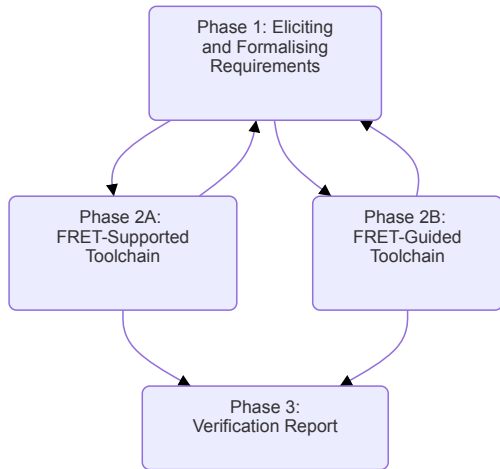 Phase 1: Eliciting
and Formalising
Requirements
Phase 2A:
FRET-Supported
Toolchain
Phase 2B:
FRET-Guided
Toolchain
Phase 3:
Verification Report